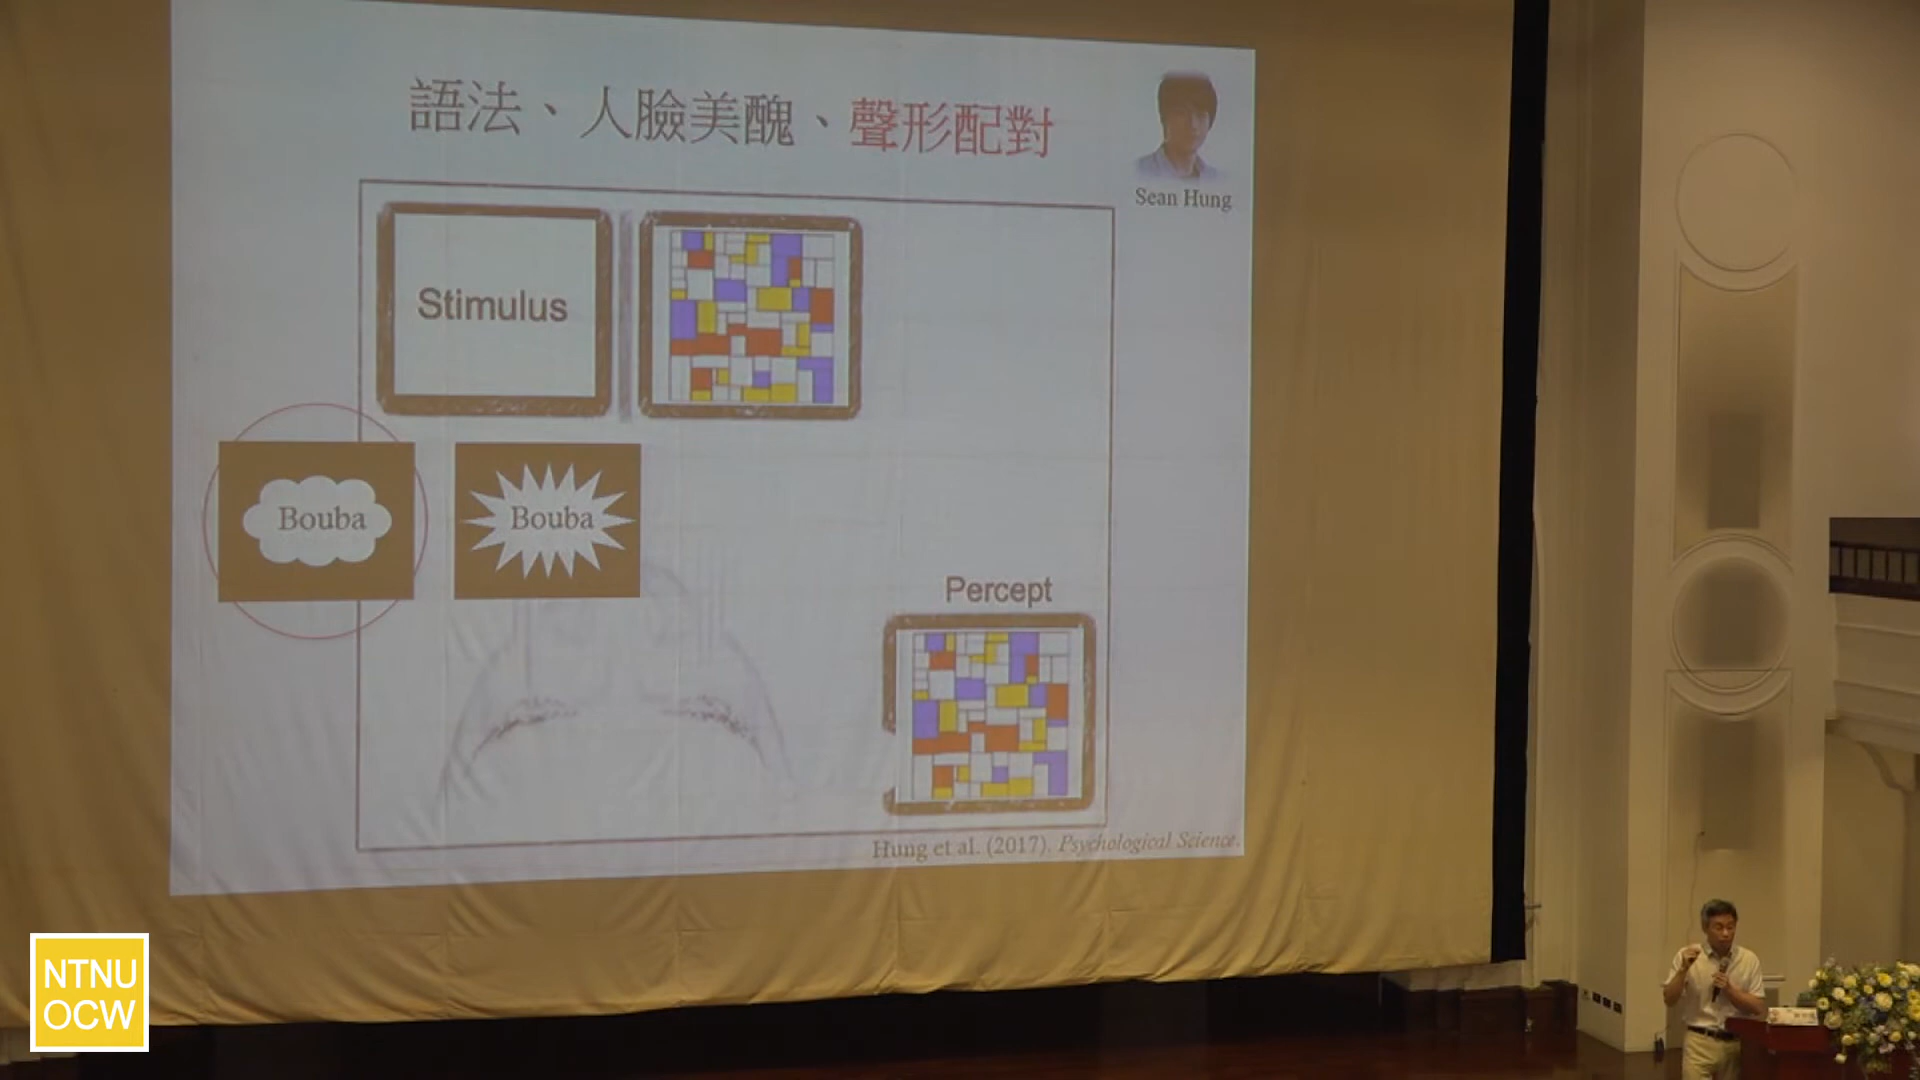 語法、人臉美醜、聲形配對
Sean Hung
Stimulus
Bouba
Bouba
Percept
Hung et al. (2017). Psychological Science.
NTNU
OCW